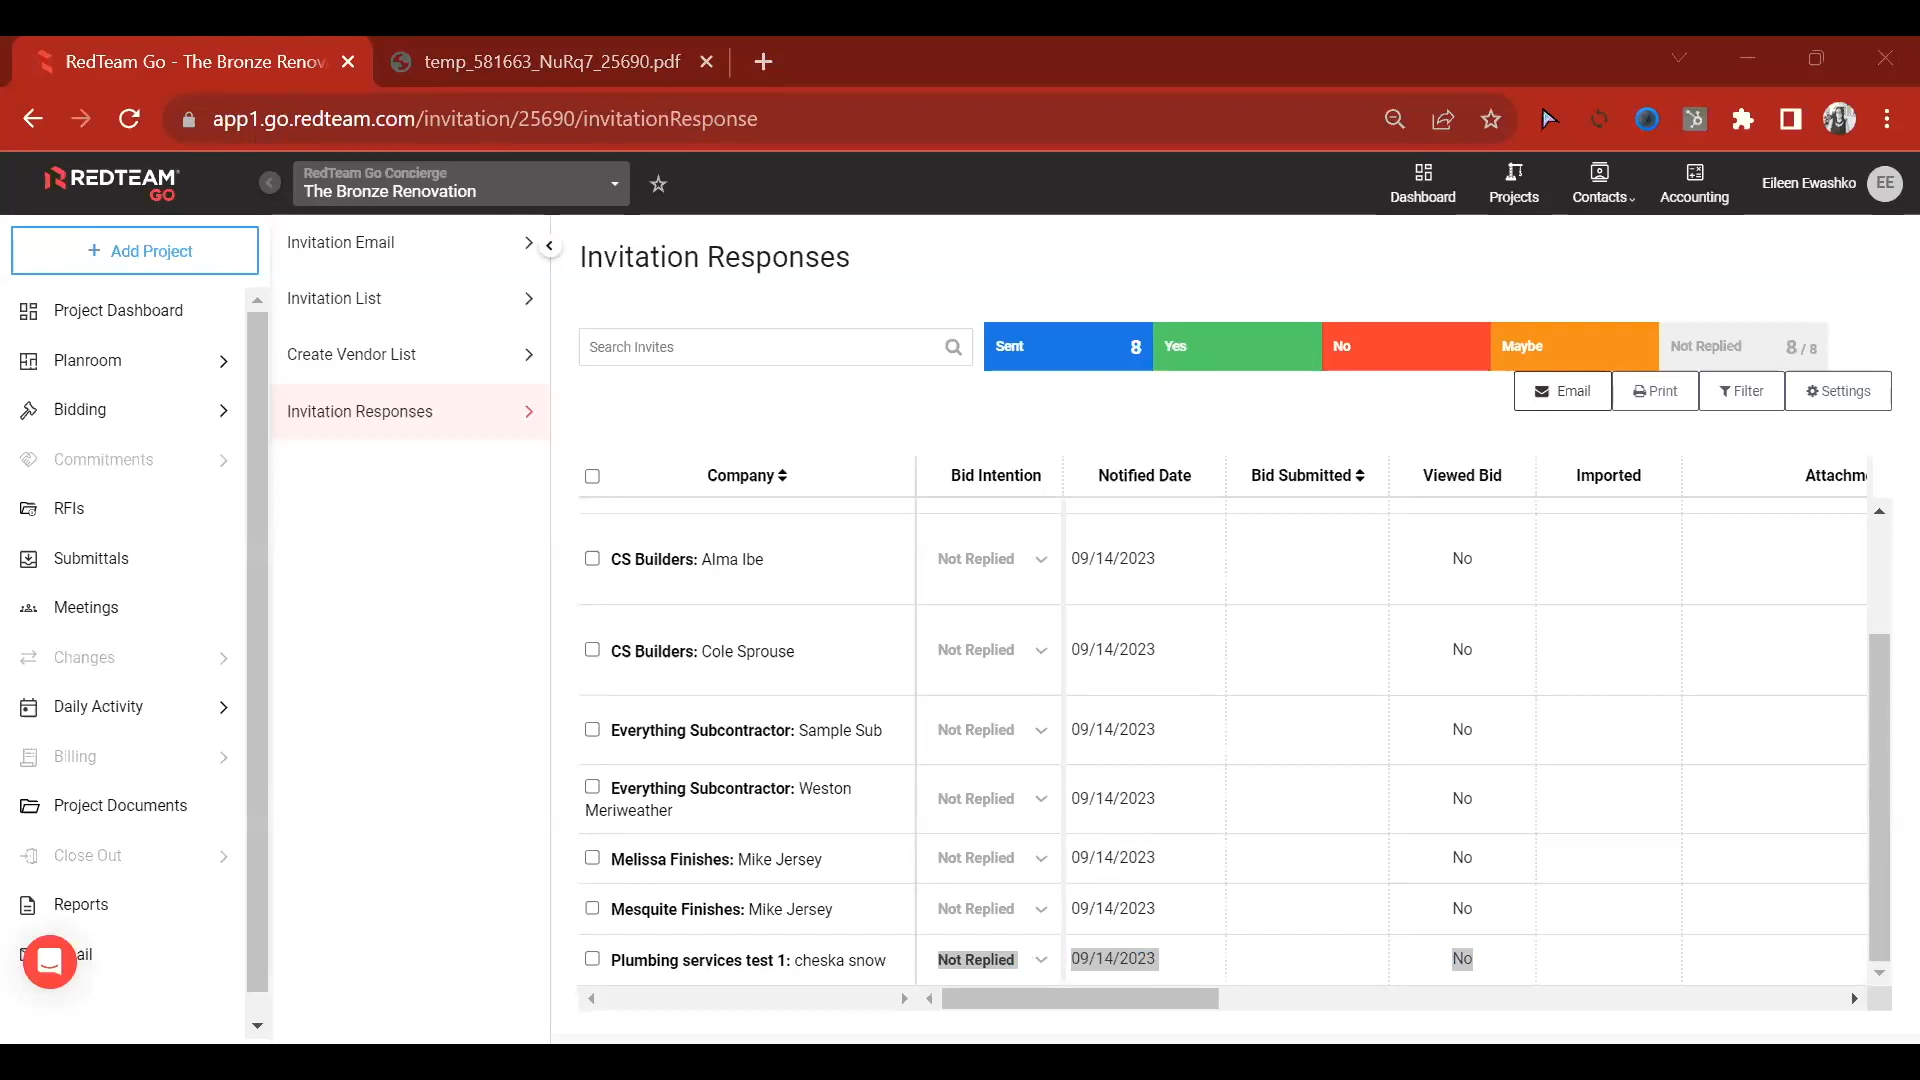 RedTeam Go - The Bronze Renov
temp_581663_NuRq7_25690.pdf
app1.go.redteam.com/invitation/25690/invitationResponse
REDTEAM GO
RedTeam Go Concierge
The Bronze Renovation
Dashboard
Projects
Contacts
Accounting
Eileen Ewashko
EE
+ Add Project
Project Dashboard
Planroom
Bidding
Commitments
RFIs
Submittals
Meetings
Changes
Daily Activity
Billing
Project Documents
Close Out
Reports
ail
Invitation Email
Invitation List
Create Vendor List
Invitation Responses
Invitation Responses
Search Invites
Sent 8
Yes
No
Maybe
Not Replied 8 / 8
Email
Print
Filter
Settings
Company Bid Intention Notified Date Bid Submitted Viewed Bid Imported Attachm
CS Builders: Alma Ibe Not Replied 09/14/2023 No
CS Builders: Cole Sprouse Not Replied 09/14/2023 No
Everything Subcontractor: Sample Sub Not Replied 09/14/2023 No
Everything Subcontractor: Weston
Meriweather Not Replied 09/14/2023 No
Melissa Finishes: Mike Jersey Not Replied 09/14/2023 No
Mesquite Finishes: Mike Jersey Not Replied 09/14/2023 No
Plumbing services test 1: cheska snow Not Replied 09/14/2023 No